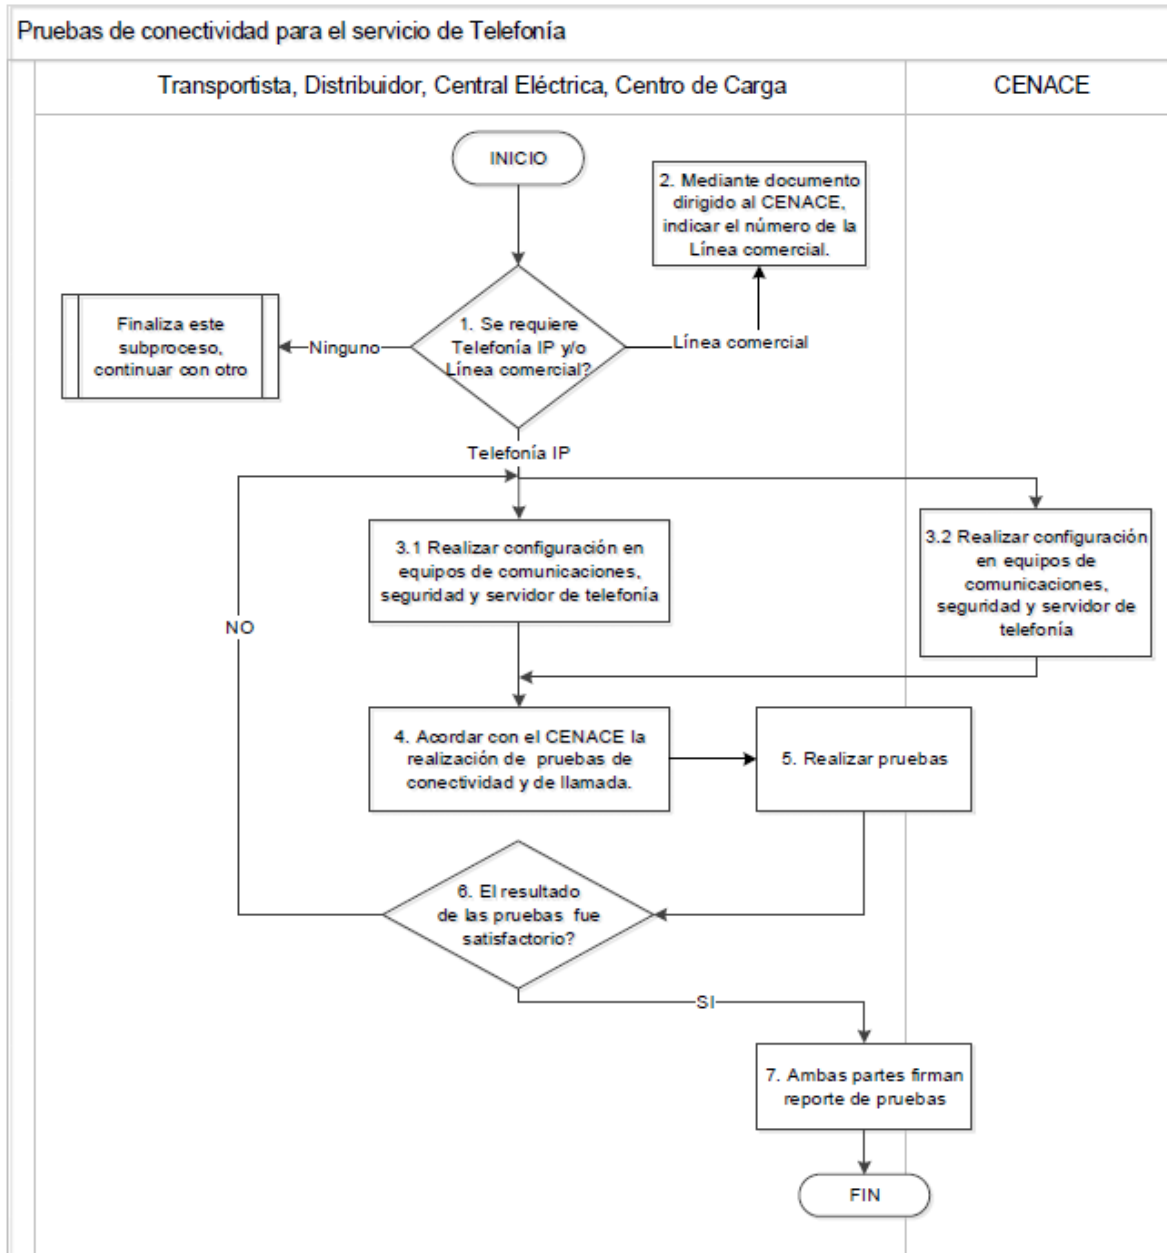 Pruebas de conectividad para el servicio de Telefonía
Transportista, Distribuidor, Central Eléctrica, Centro de Carga
CENACE
INICIO
2. Mediante documento
dirigido al CENACE,
indicar el número de la
Línea comercial.
1. Se requiere
Telefonía IP y/o
Línea comercial?
Ninguno
Finaliza este
subproceso,
continuar con otro
Línea comercial
Telefonía IP
3.1 Realizar configuración en
equipos de comunicaciones,
seguridad y servidor de telefonía
3.2 Realizar configuración
en equipos de
comunicaciones,
seguridad y servidor de
telefonía
NO
4. Acordar con el CENACE la
realización de pruebas de
conectividad y de llamada.
5. Realizar pruebas
6. El resultado
de las pruebas fue
satisfactorio?
SI
7. Ambas partes firman
reporte de pruebas
FIN